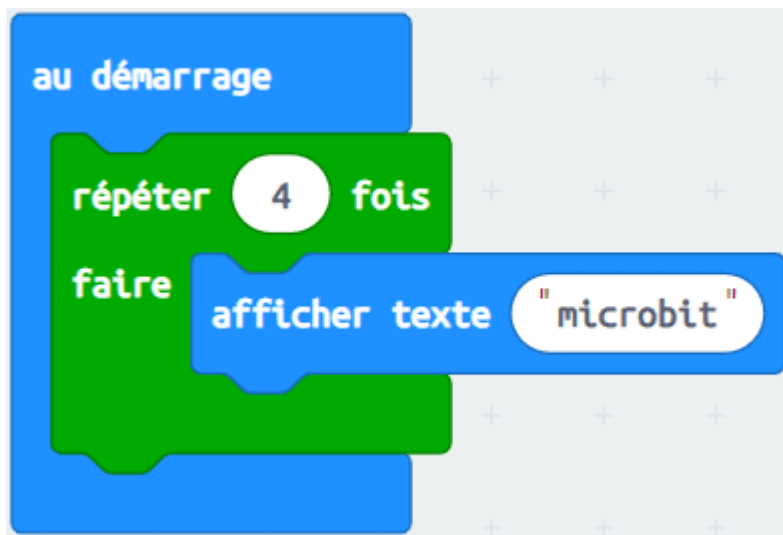 au démarrage
répéter 4 fois
faire
afficher texte "microbit"